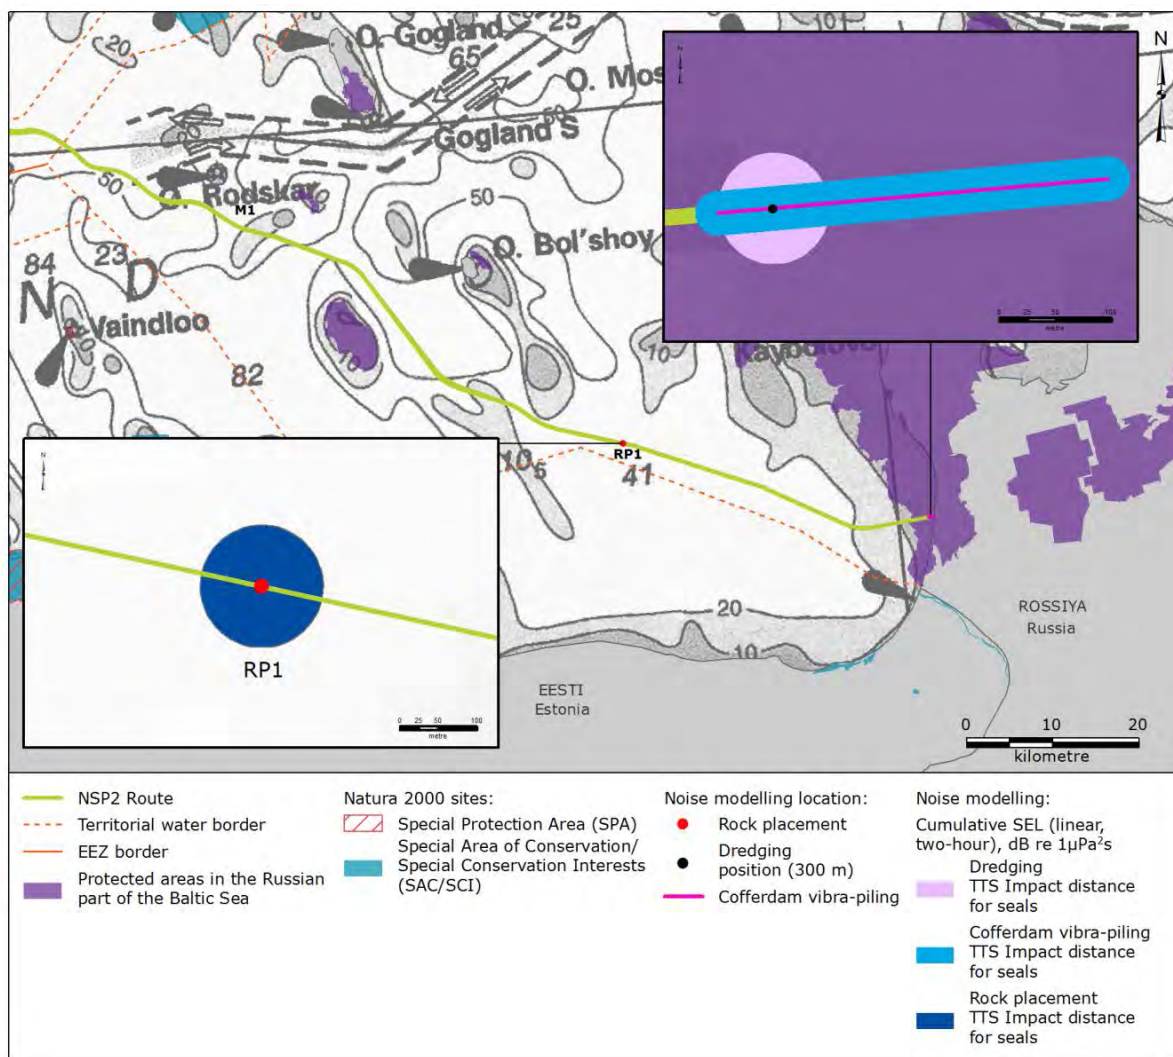 10
20
O. Gogland
65
25
O. Mos
50
Gogland S
50
O. Rodskar
M1
50
O. Bol'shoy
84
23
N D
Vaindloo
82
10
10
Kaybolovo
N
N
0 25 50 100
metre
10
5
RP1
41
N
RP1
0 25 50 100
metre
20
10
EESTI
Estonia
ROSSIYA
Russia
0 10 20
kilometre
NSP2 Route
Territorial water border
EEZ border
Protected areas in the Russian
part of the Baltic Sea
Natura 2000 sites:
Special Protection Area (SPA)
Special Area of Conservation/
Special Conservation Interests
(SAC/SCI)
Noise modelling location:
Rock placement
Dredging
position (300 m)
Cofferdam vibra-piling
Noise modelling:
Cumulative SEL (linear,
two-hour), dB re 1µPa²s
Dredging
TTS Impact distance
for seals
Cofferdam vibra-piling
TTS Impact distance
for seals
Rock placement
TTS Impact distance
for seals